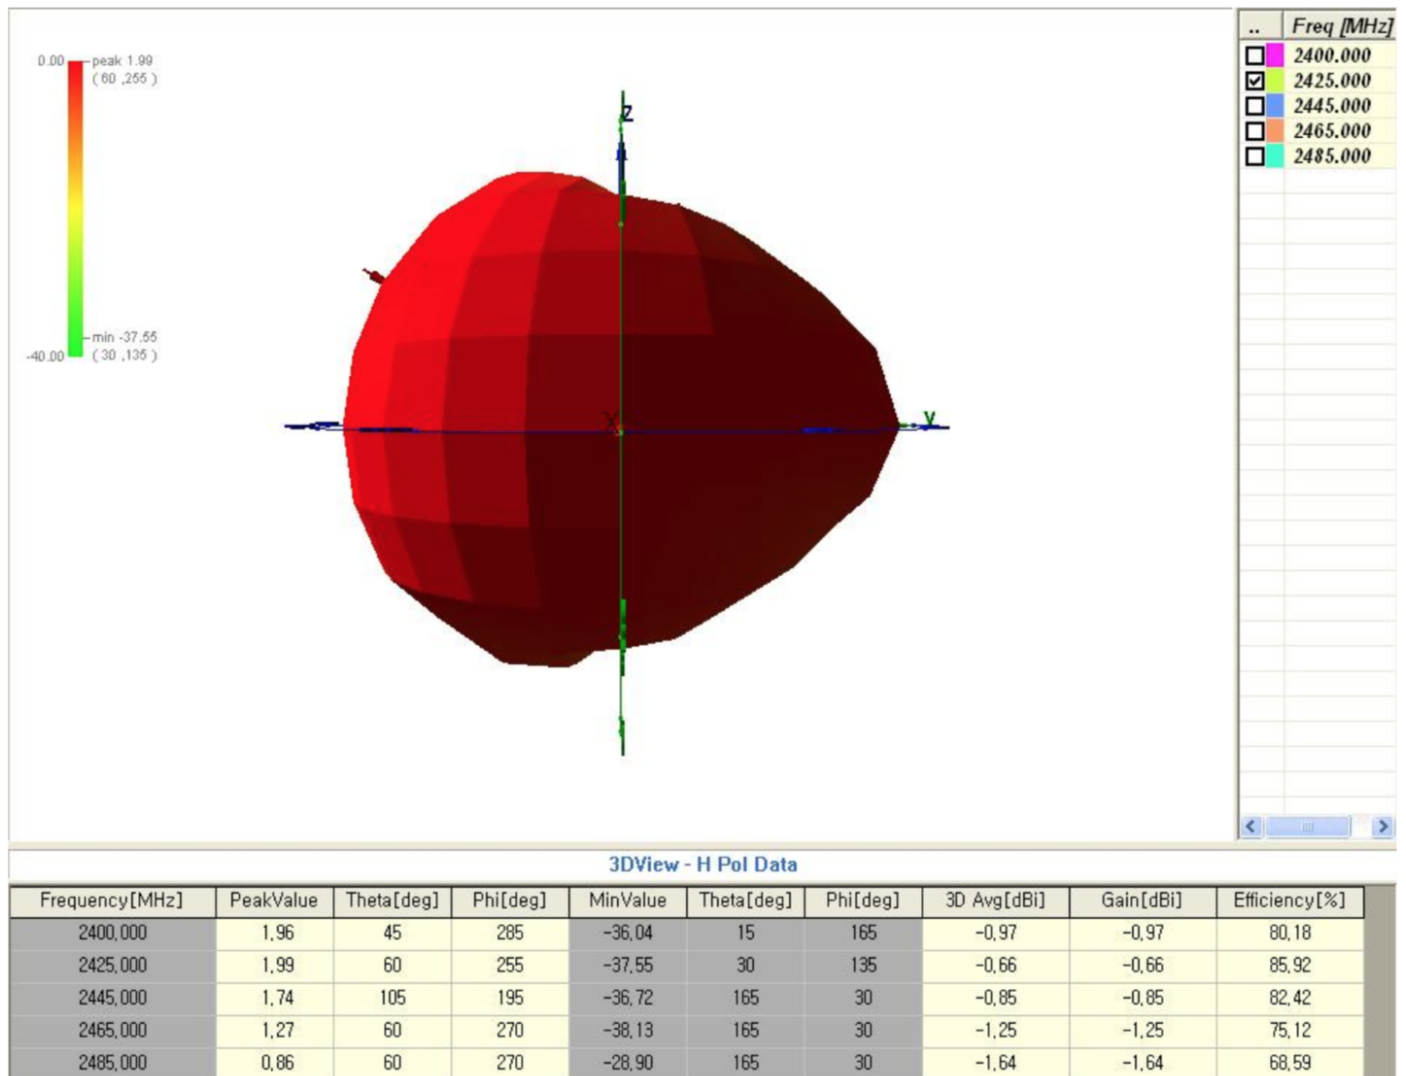 0.00 peak 1.99
( 60 ,255 )
min -37.55
-40.00 ( 30 ,135 )
Z
X
Y
.. Freq [MHz]
2400.000
2425.000
2445.000
2465.000
2485.000
3DView - H Pol Data
Frequency[MHz] PeakValue Theta[deg] Phi[deg] MinValue Theta[deg] Phi[deg] 3D Avg[dBi] Gain[dBi] Efficiency[%]
2400,000 1,96 45 285 -36,04 15 165 -0,97 -0,97 80,18
2425,000 1,99 60 255 -37,55 30 135 -0,66 -0,66 85,92
2445,000 1,74 105 195 -36,72 165 30 -0,85 -0,85 82,42
2465,000 1,27 60 270 -38,13 165 30 -1,25 -1,25 75,12
2485,000 0,86 60 270 -28,90 165 30 -1,64 -1,64 68,59